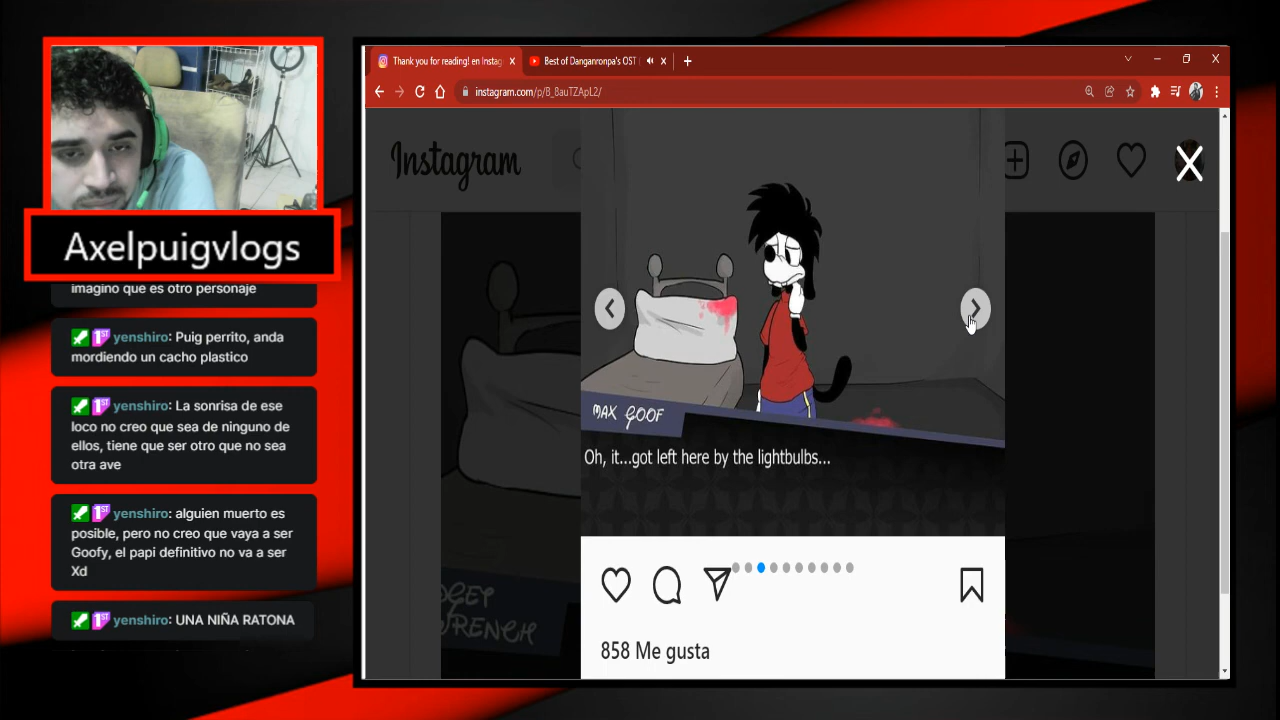 Axelpuigvlogs
imagino que es otro personaje
yenshiro: Puig perrito, anda
mordiendo un cacho plastico
yenshiro: La sonrisa de ese
loco no creo que sea de ninguno de
ellos, tiene que ser otro que no sea
otra ave
yenshiro: alguien muerto es
posible, pero no creo que vaya a ser
Goofy, el papi definitivo no va a ser
Xd
yenshiro: UNA NIÑA RATONA
Thank you for reading! en Instag
Best of Danganronpa's OST
instagram.com/p/B_8auTZApL2/
Instagram
MAX GOOF
Oh, it...got left here by the lightbulbs...
858 Me gusta